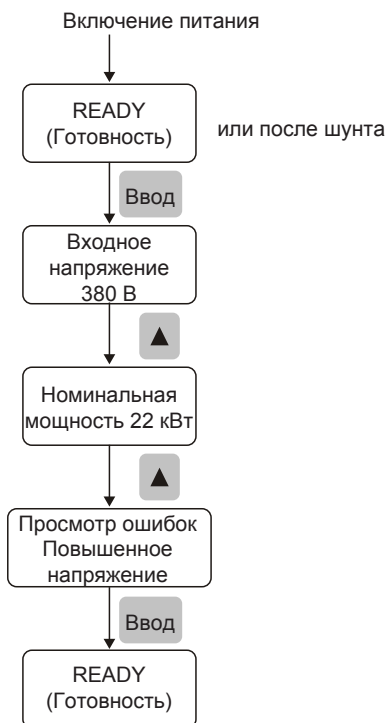 Включение питания
READY
(Готовность)
или после шунта
Ввод
Входное
напряжение
380 В
▲
Номинальная
мощность 22 кВт
▲
Просмотр ошибок
Повышенное
напряжение
Ввод
READY
(Готовность)